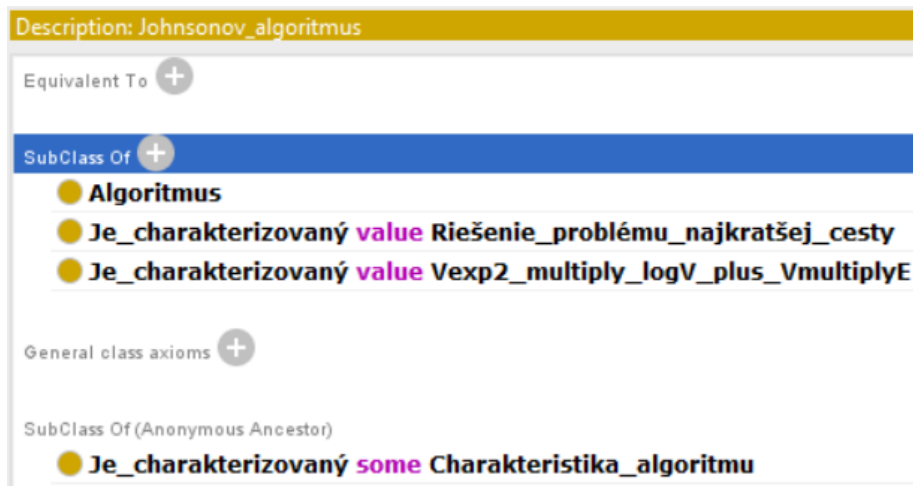 Description: Johnsonov_algoritmus
Equivalent To
SubClass Of
Algoritmus
Je_charakterizovaný value Riešenie_problému_najkratšej_cesty
Je_charakterizovaný value Vexp2_multiply_logV_plus_VmultiplyE
General class axioms
SubClass Of (Anonymous Ancestor)
Je_charakterizovaný some Charakteristika_algoritmu